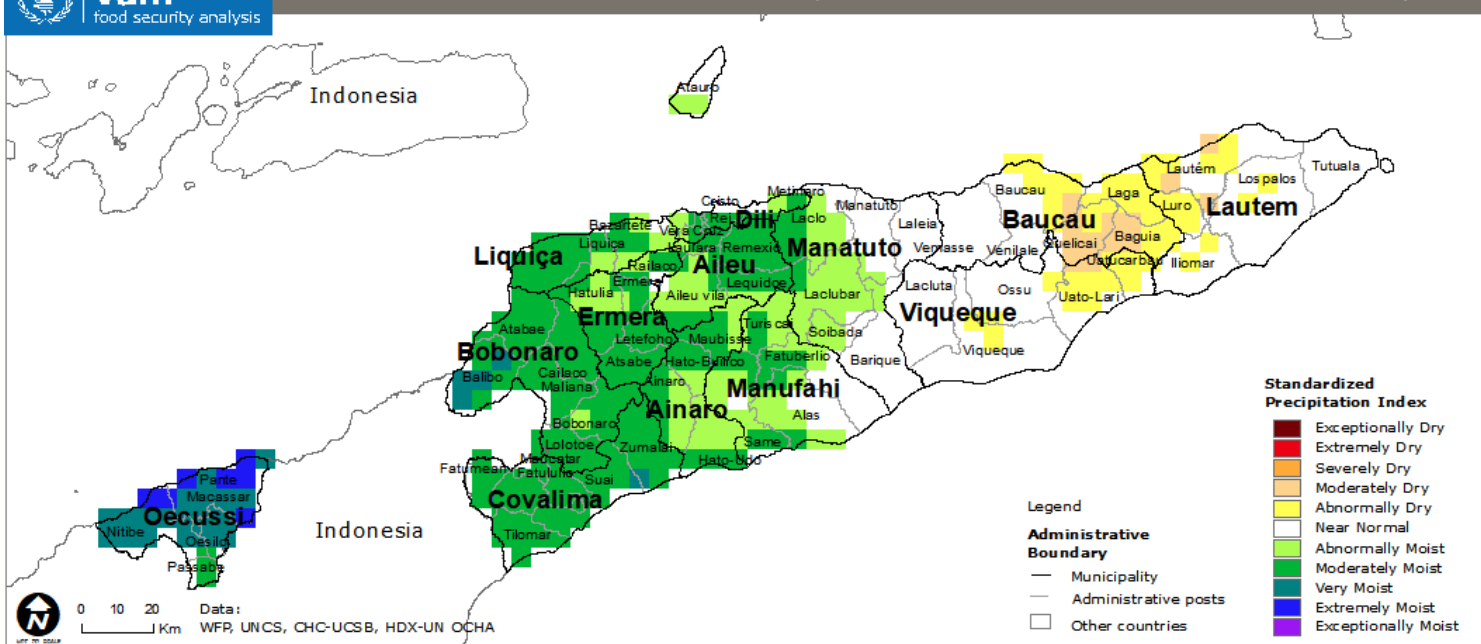 food security analysis
Indonesia
Atauro
Tutuala
Lautém
Los palos
Baucau
Laga
Luro
Lautem
Metinaro
Cristo
Manatuto
Baucau
Dili
Laclo
Laleia
Bazartete
Vera Cruz
Quelicai
Baguia
Liquiça
Laulara
Remexio
Manatuto
Vemasse
Venilale
Liquiça
Railaco
Aileu
Uatucarbau
Iliomar
Ermera
Lequidoe
Lacluta
Ossu
Hatulia
Aileu vila
Laclubar
Uato-Lari
Ermera
Viqueque
Atabae
Turiscai
Soibada
Letefoho
Maubisse
Viqueque
Bobonaro
Atsabe
Hato-Builico
Fatuberlio
Barique
Balibo
Cailaco
Maliana
Ainaro
Manufahi
Ainaro
Alas
Bobonaro
Lolotoe
Zumalai
Same
Maucatar
Hato-Udo
Fatumean
Fatululic
Suai
Covalima
Tilomar
Pante
Macassar
Oecussi
Nitibe
Oesilo
Passabe
Indonesia
Standardized
Precipitation Index
Exceptionally Dry
Extremely Dry
Severely Dry
Moderately Dry
Abnormally Dry
Near Normal
Abnormally Moist
Moderately Moist
Very Moist
Extremely Moist
Exceptionally Moist
Legend
Administrative
Boundary
Municipality
Administrative posts
Other countries
N
0 10 20
Km
Data:
WFP, UNCS, CHC-UCSB, HDX-UN OCHA